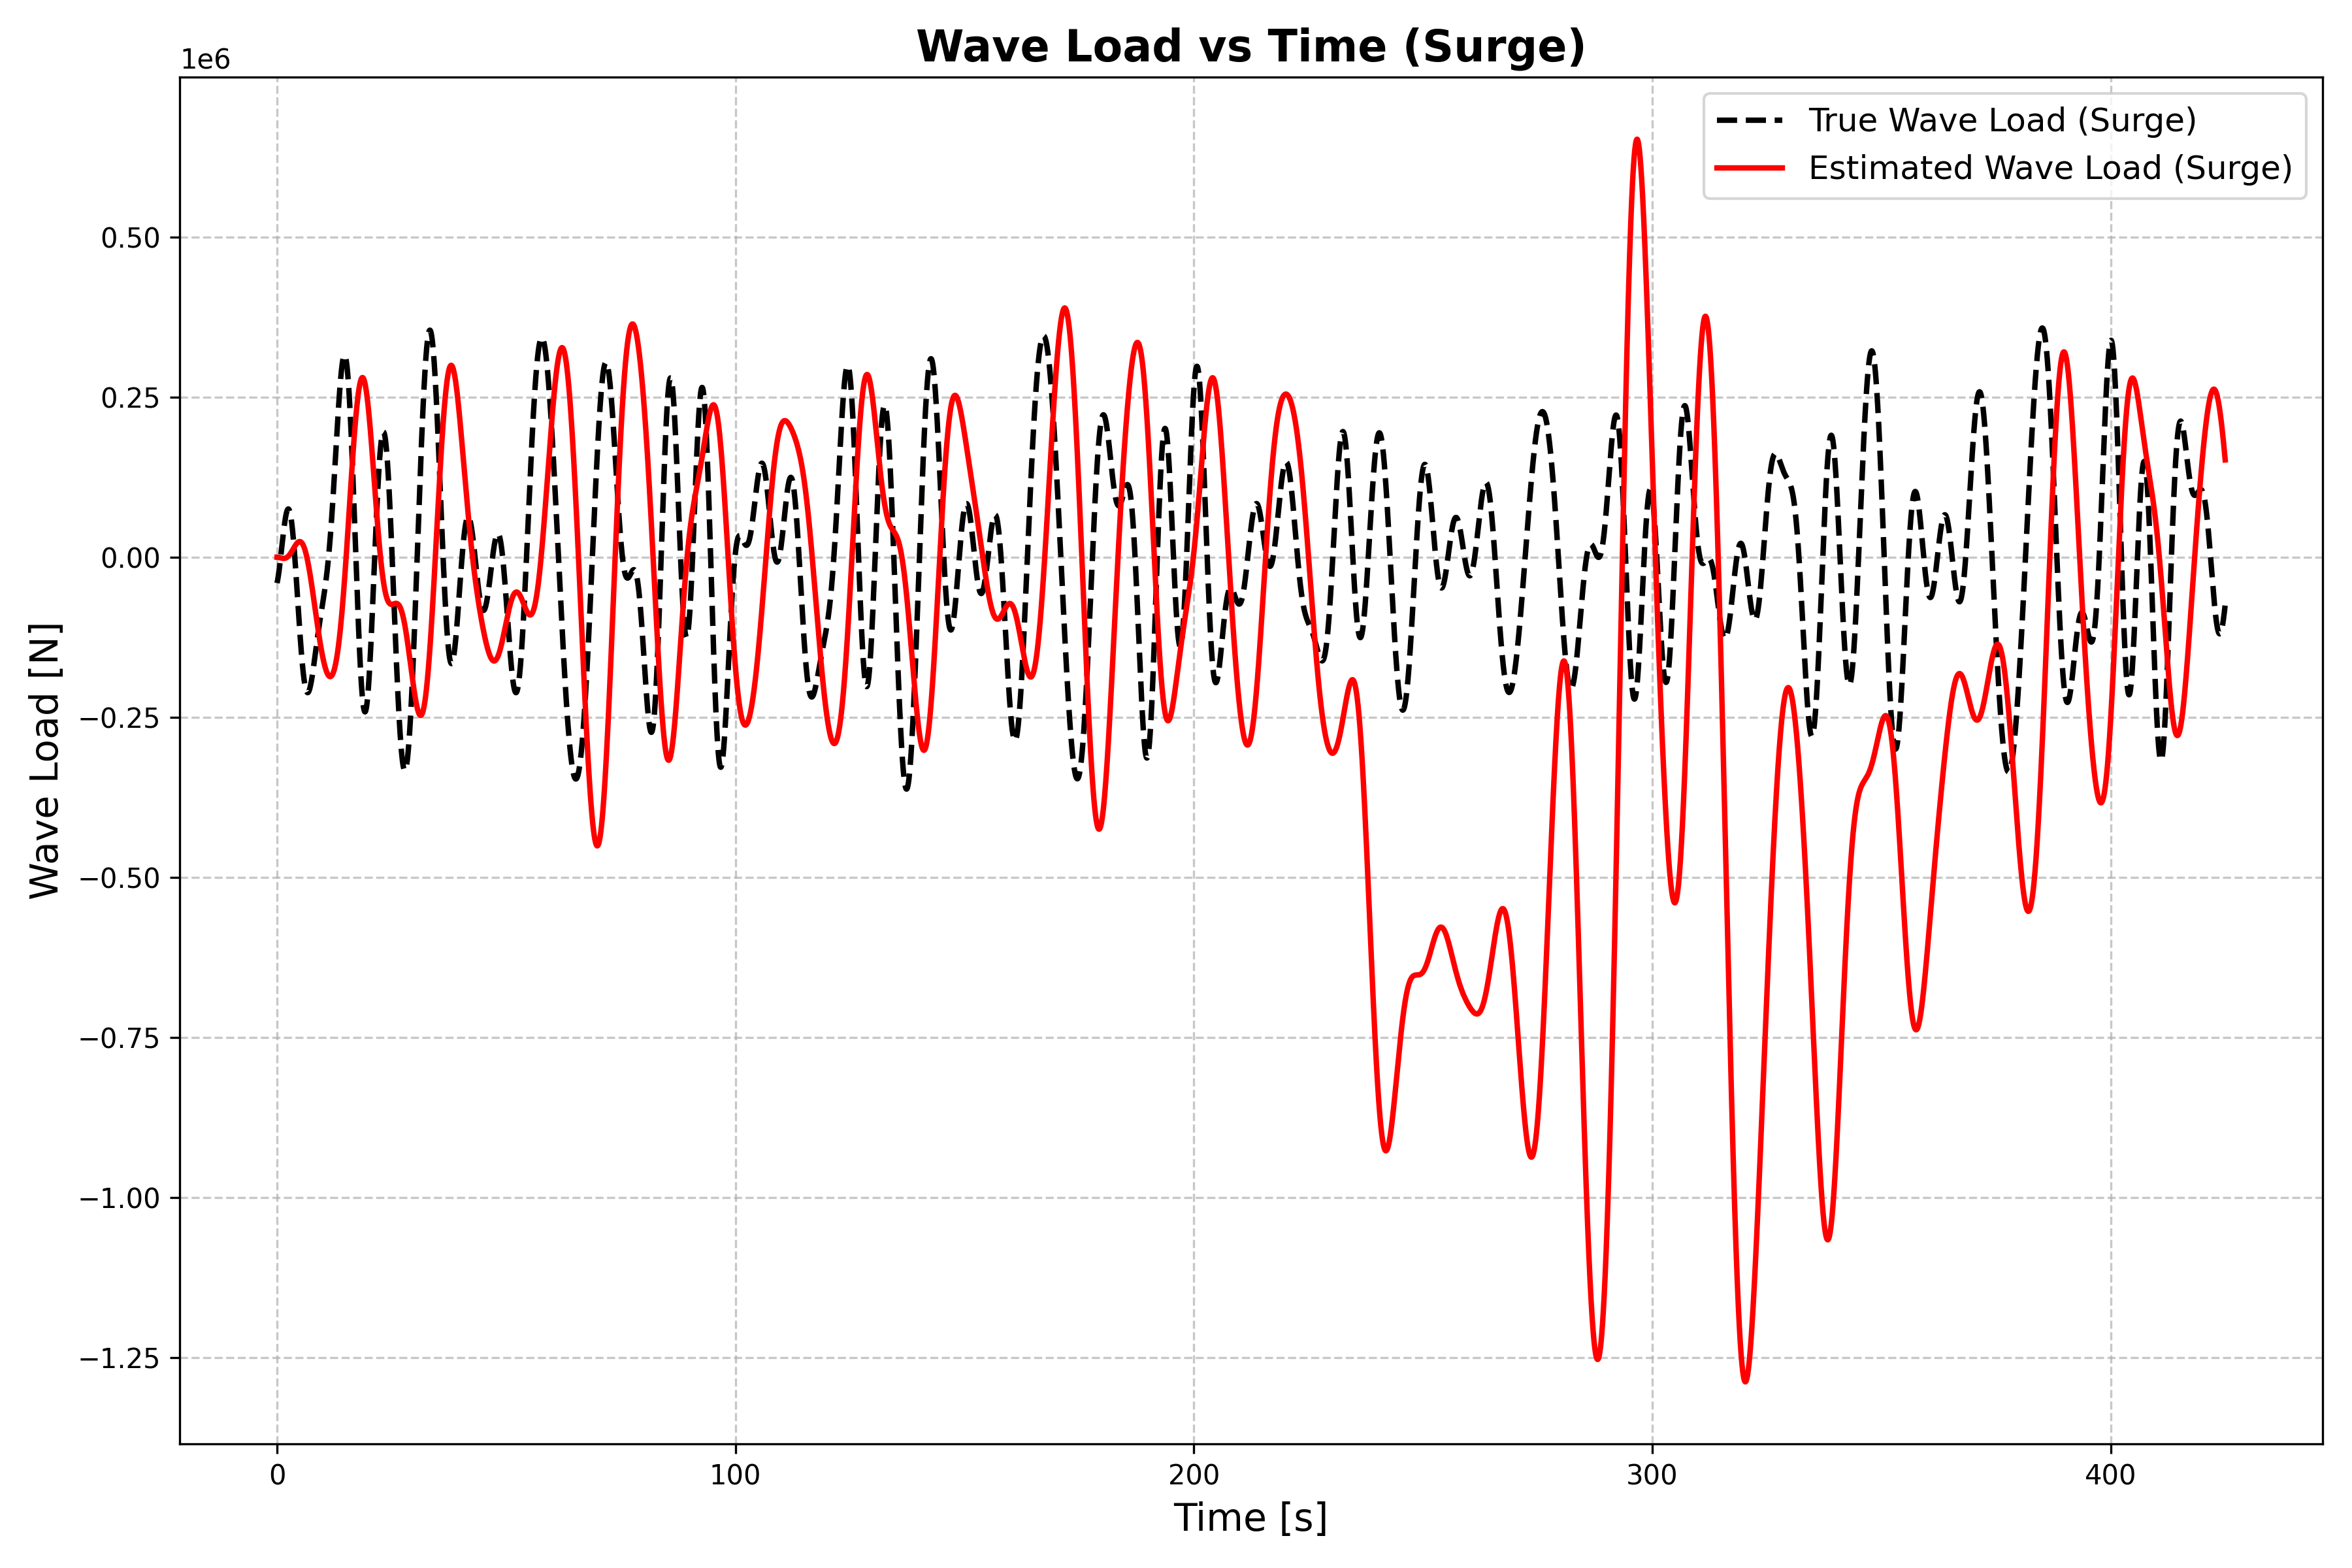 Wave Load vs Time (Surge)
1e6
True Wave Load (Surge)
Estimated Wave Load (Surge)
0.50
0.25
0.00
−0.25
−0.50
−0.75
−1.00
−1.25
Wave Load [N]
0 100 200 300 400
Time [s]